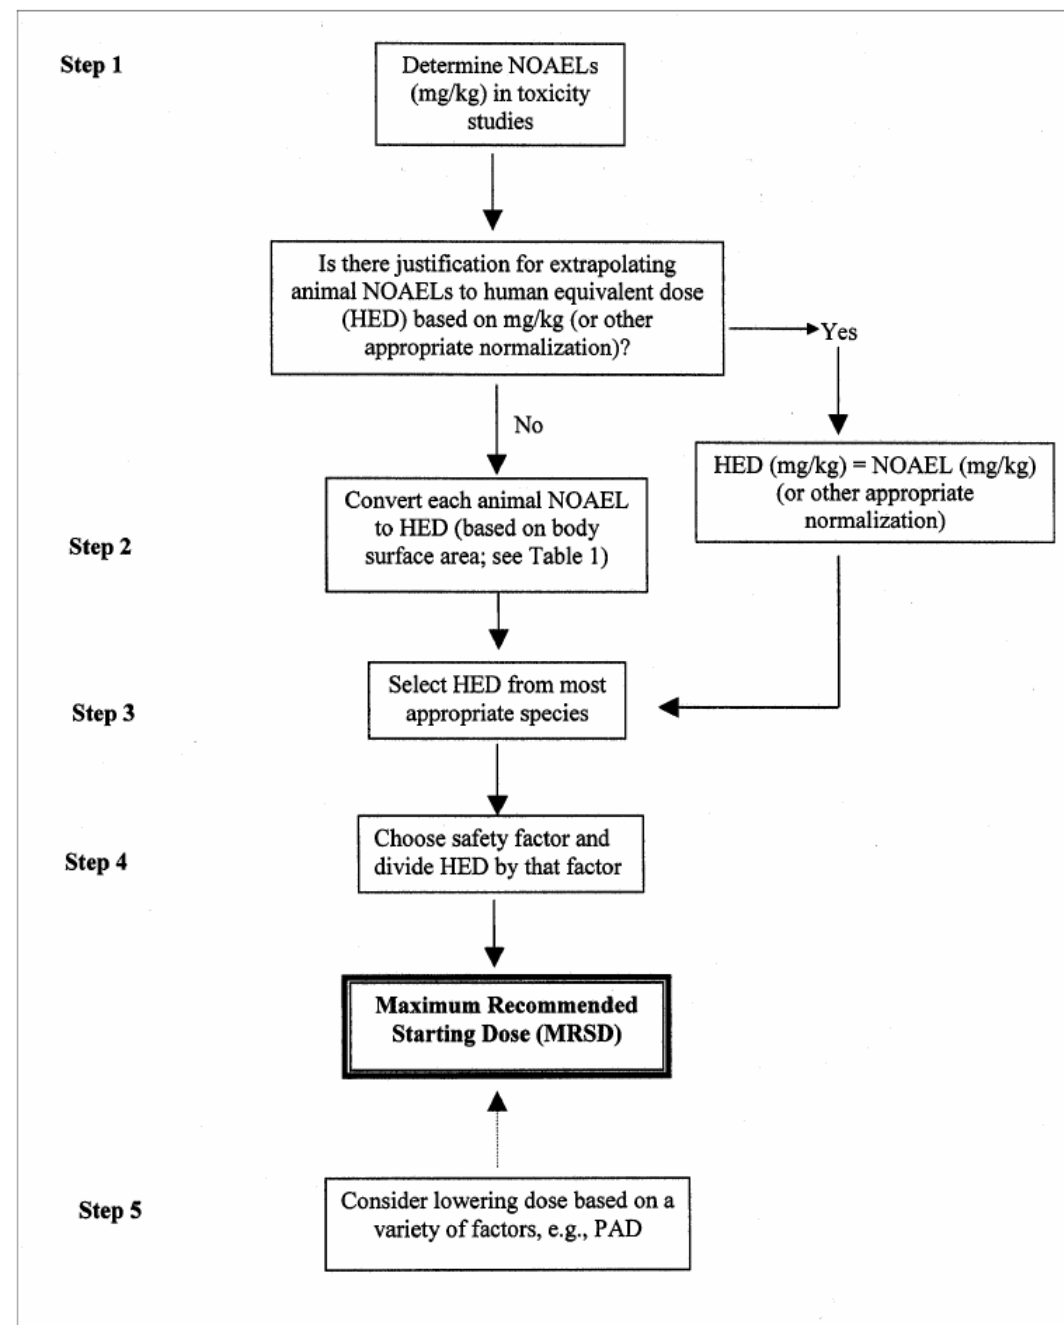 Step 1
Determine NOAELs
(mg/kg) in toxicity
studies
Is there justification for extrapolating
animal NOAELs to human equivalent dose
(HED) based on mg/kg (or other
appropriate normalization)?
Yes
No
HED (mg/kg) = NOAEL (mg/kg)
(or other appropriate
normalization)
Step 2
Convert each animal NOAEL
to HED (based on body
surface area; see Table 1)
Step 3
Select HED from most
appropriate species
Step 4
Choose safety factor and
divide HED by that factor
Maximum Recommended
Starting Dose (MRSD)
Step 5
Consider lowering dose based on a
variety of factors, e.g., PAD